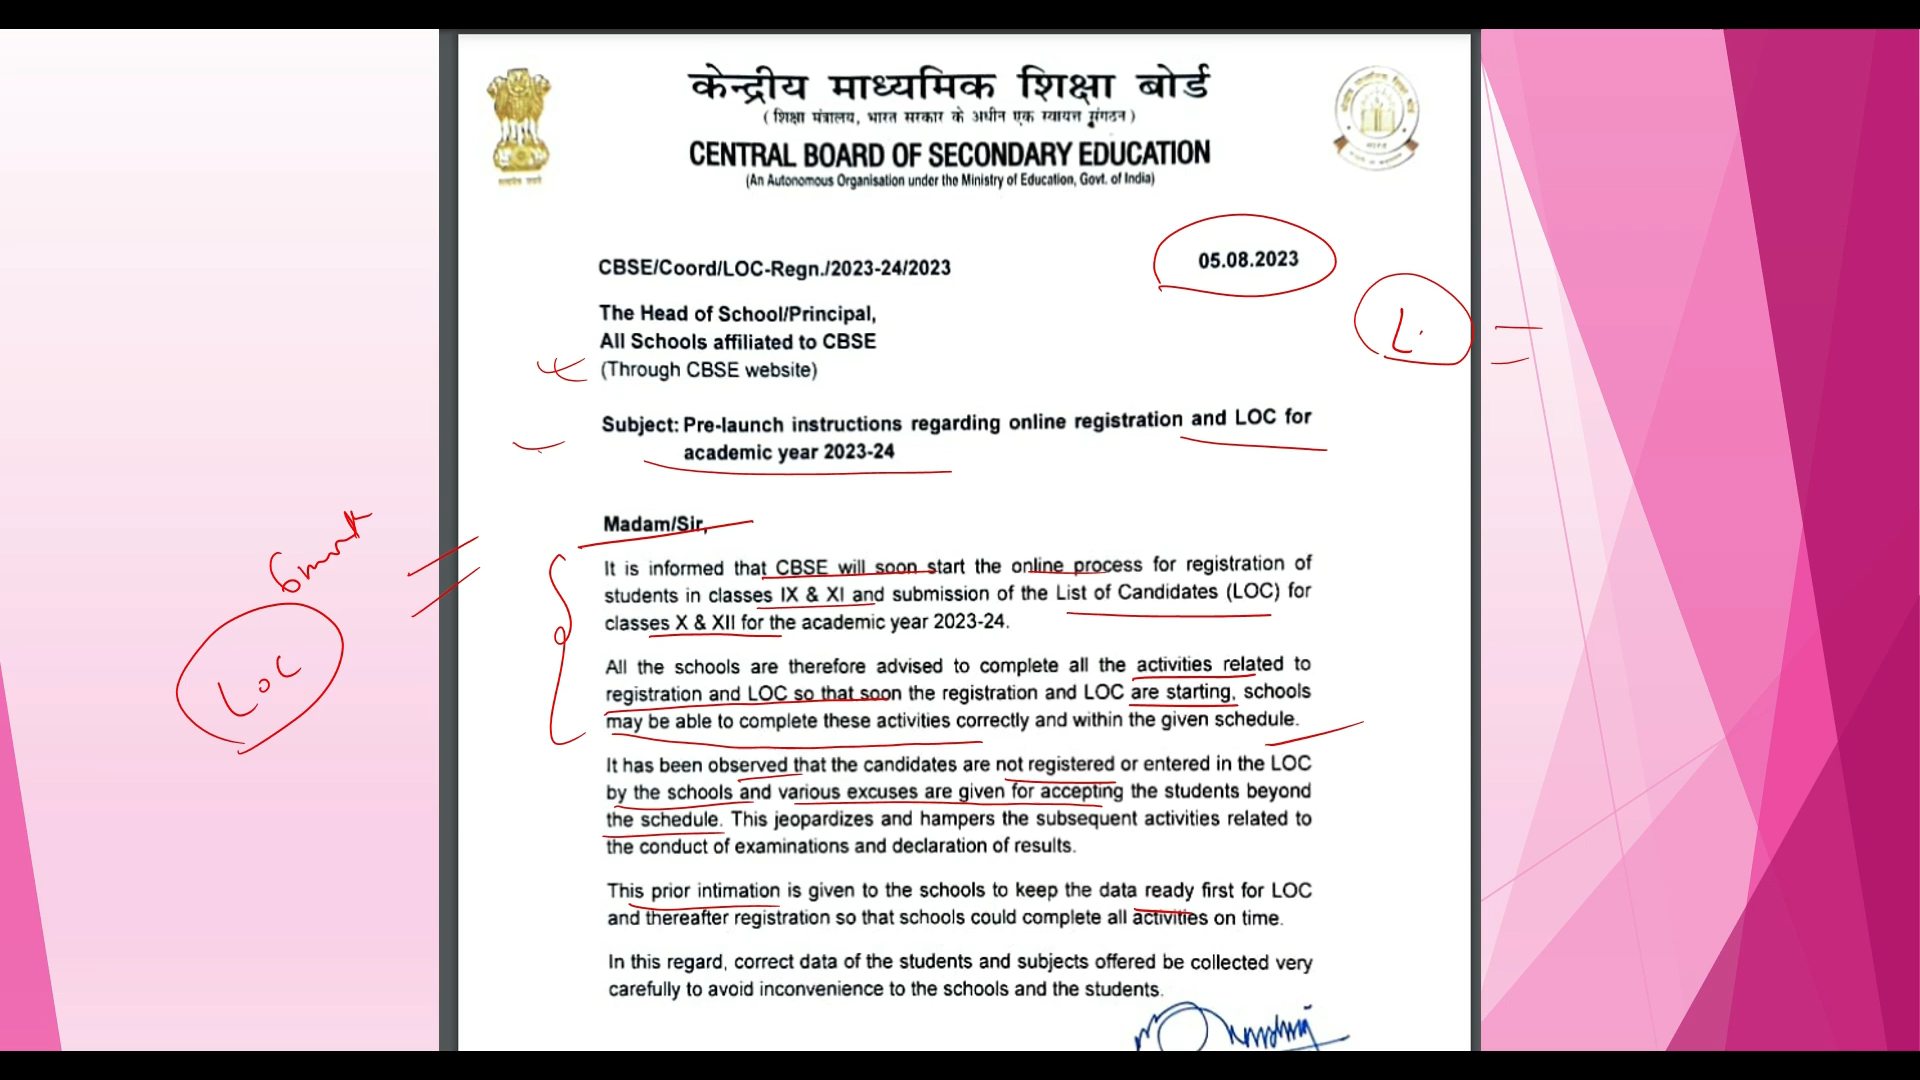 केन्द्रीय माध्यमिक शिक्षा बोर्ड
(शिक्षा मंत्रालय, भारत सरकार के अधीन एक स्वायत्त संगठन)
CENTRAL BOARD OF SECONDARY EDUCATION
(An Autonomous Organisation under the Ministry of Education, Govt. of India)
05.08.2023
CBSE/Coord/LOC-Regn./2023-24/2023
The Head of School/Principal,
All Schools affiliated to CBSE
(Through CBSE website)
L.
Subject: Pre-launch instructions regarding online registration and LOC for
academic year 2023-24
Madam/Sir,
It is informed that CBSE will soon start the online process for registration of
students in classes IX & XI and submission of the List of Candidates (LOC) for
classes X & XII for the academic year 2023-24.
LOC
All the schools are therefore advised to complete all the activities related to
registration and LOC so that soon the registration and LOC are starting, schools
may be able to complete these activities correctly and within the given schedule.
It has been observed that the candidates are not registered or entered in the LOC
by the schools and various excuses are given for accepting the students beyond
the schedule. This jeopardizes and hampers the subsequent activities related to
the conduct of examinations and declaration of results.
This prior intimation is given to the schools to keep the data ready first for LOC
and thereafter registration so that schools could complete all activities on time.
In this regard, correct data of the students and subjects offered be collected very
carefully to avoid inconvenience to the schools and the students.